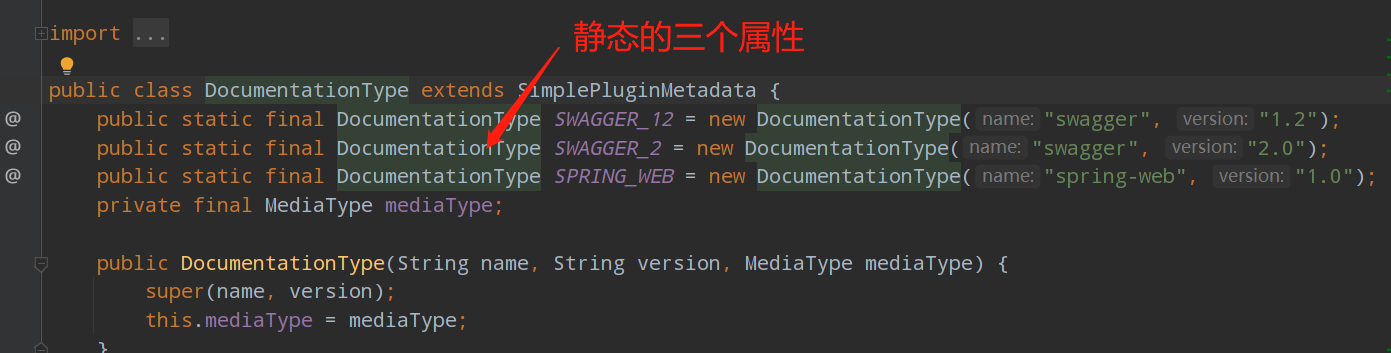 静态的三个属性
import ...
public class DocumentationType extends SimplePluginMetadata {
@ public static final DocumentationType SWAGGER_12 = new DocumentationType( name: "swagger", version: "1.2");
@ public static final DocumentationType SWAGGER_2 = new DocumentationType( name: "swagger", version: "2.0");
@ public static final DocumentationType SPRING_WEB = new DocumentationType( name: "spring-web", version: "1.0");
private final MediaType mediaType;
public DocumentationType(String name, String version, MediaType mediaType) {
super(name, version);
this.mediaType = mediaType;
}